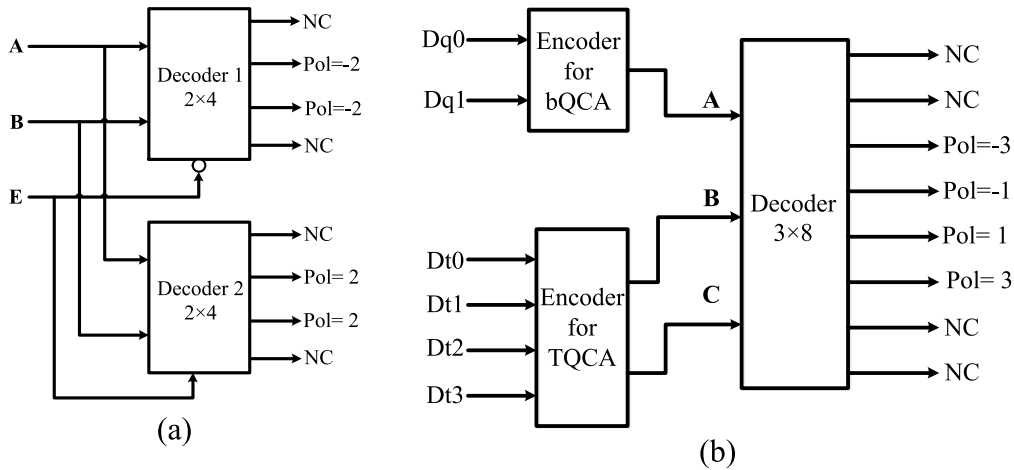 A
B
E
Decoder 1
2×4
NC
Pol=-2
Pol=-2
NC
Decoder 2
2×4
NC
Pol= 2
Pol= 2
NC
(a)
Dq0
Dq1
Encoder
for
bQCA
Dt0
Dt1
Dt2
Dt3
Encoder
for
TQCA
A
B
C
Decoder
3×8
NC
NC
Pol=-3
Pol=-1
Pol= 1
Pol= 3
NC
NC
(b)